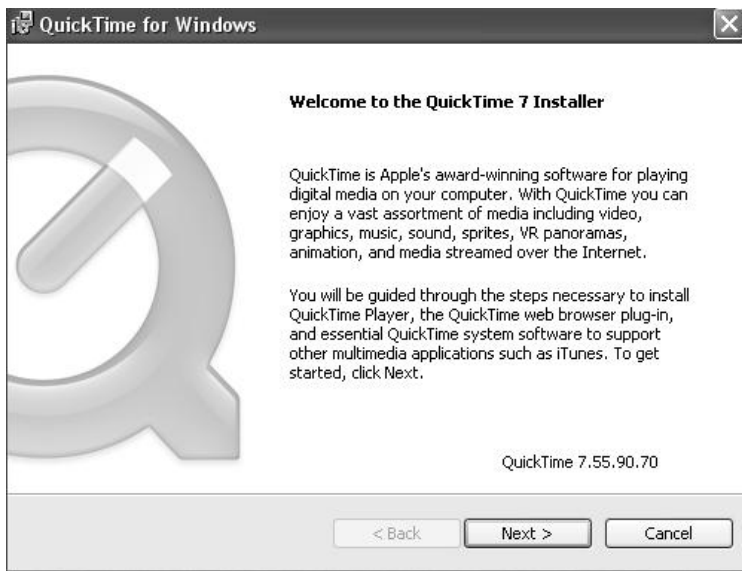 QuickTime for Windows
Welcome to the QuickTime 7 Installer
QuickTime is Apple's award-winning software for playing
digital media on your computer. With QuickTime you can
enjoy a vast assortment of media including video,
graphics, music, sound, sprites, VR panoramas,
animation, and media streamed over the Internet.
You will be guided through the steps necessary to install
QuickTime Player, the QuickTime web browser plug-in,
and essential QuickTime system software to support
other multimedia applications such as iTunes. To get
started, click Next.
QuickTime 7.55.90.70
< Back Next > Cancel